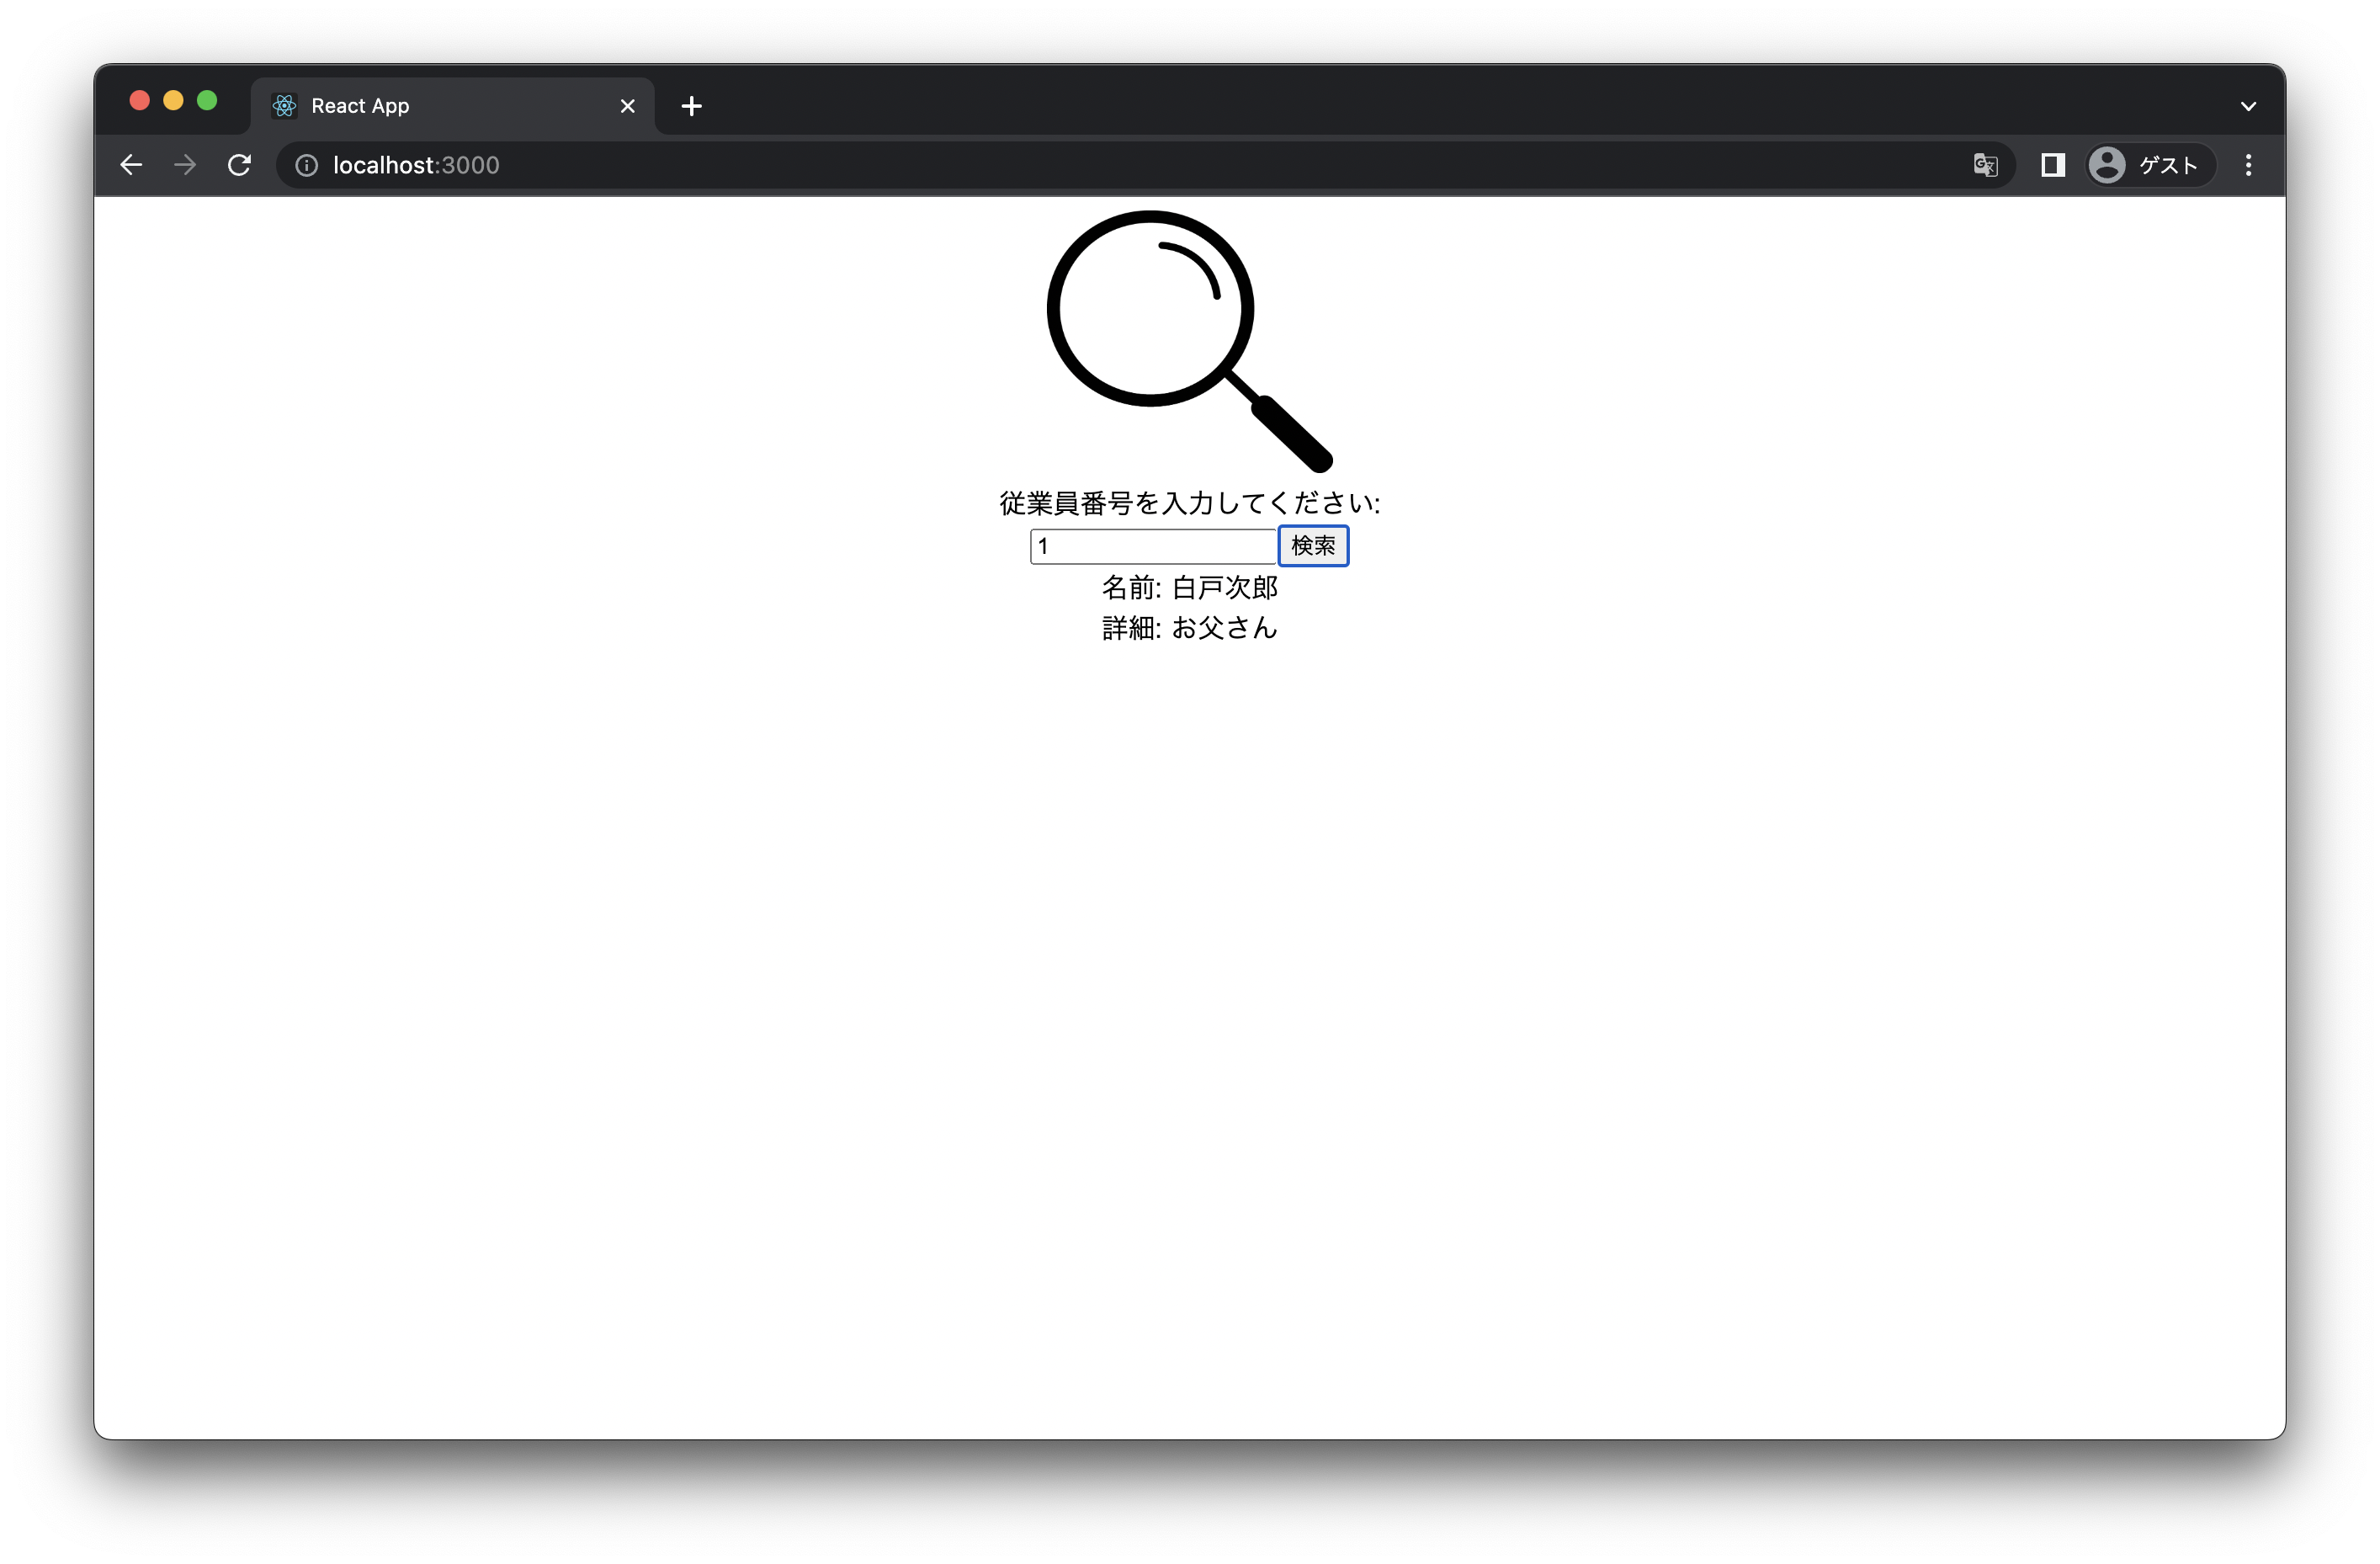 React App
localhost:3000
ゲスト
従業員番号を入力してください:
1 検索
名前: 白戸次郎
詳細: お父さん